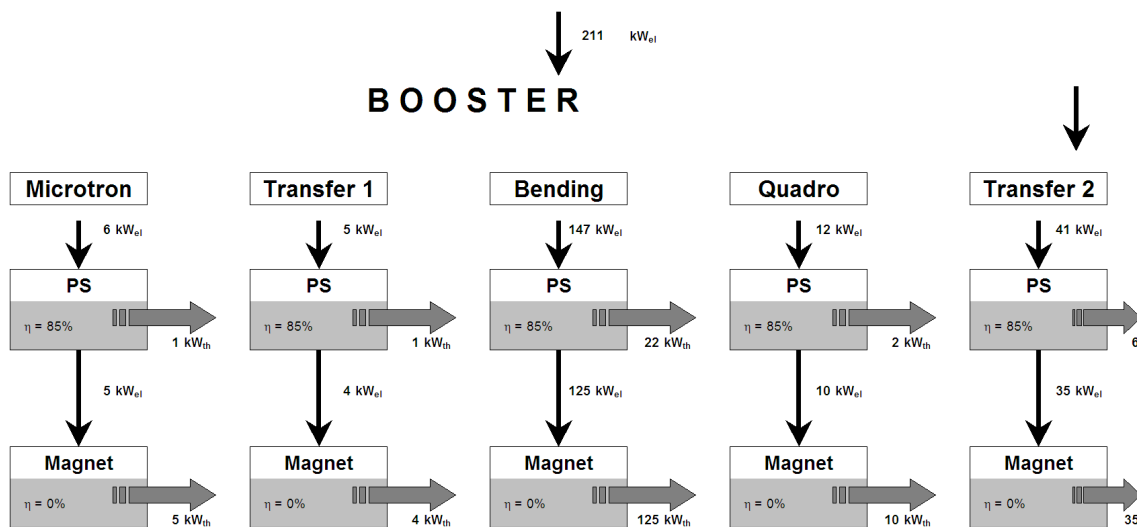 211 kWel
BOOSTER
Microtron Transfer 1 Bending Quadro Transfer 2
6 kWel 5 kWel 147 kWel 12 kWel 41 kWel
PS PS PS PS PS
η = 85% η = 85% η = 85% η = 85% η = 85%
1 kWth 1 kWth 22 kWth 2 kWth 6
5 kWel 4 kWel 125 kWel 10 kWel 35 kWel
Magnet Magnet Magnet Magnet Magnet
η = 0% η = 0% η = 0% η = 0% η = 0%
5 kWth 4 kWth 125 kWth 10 kWth 35